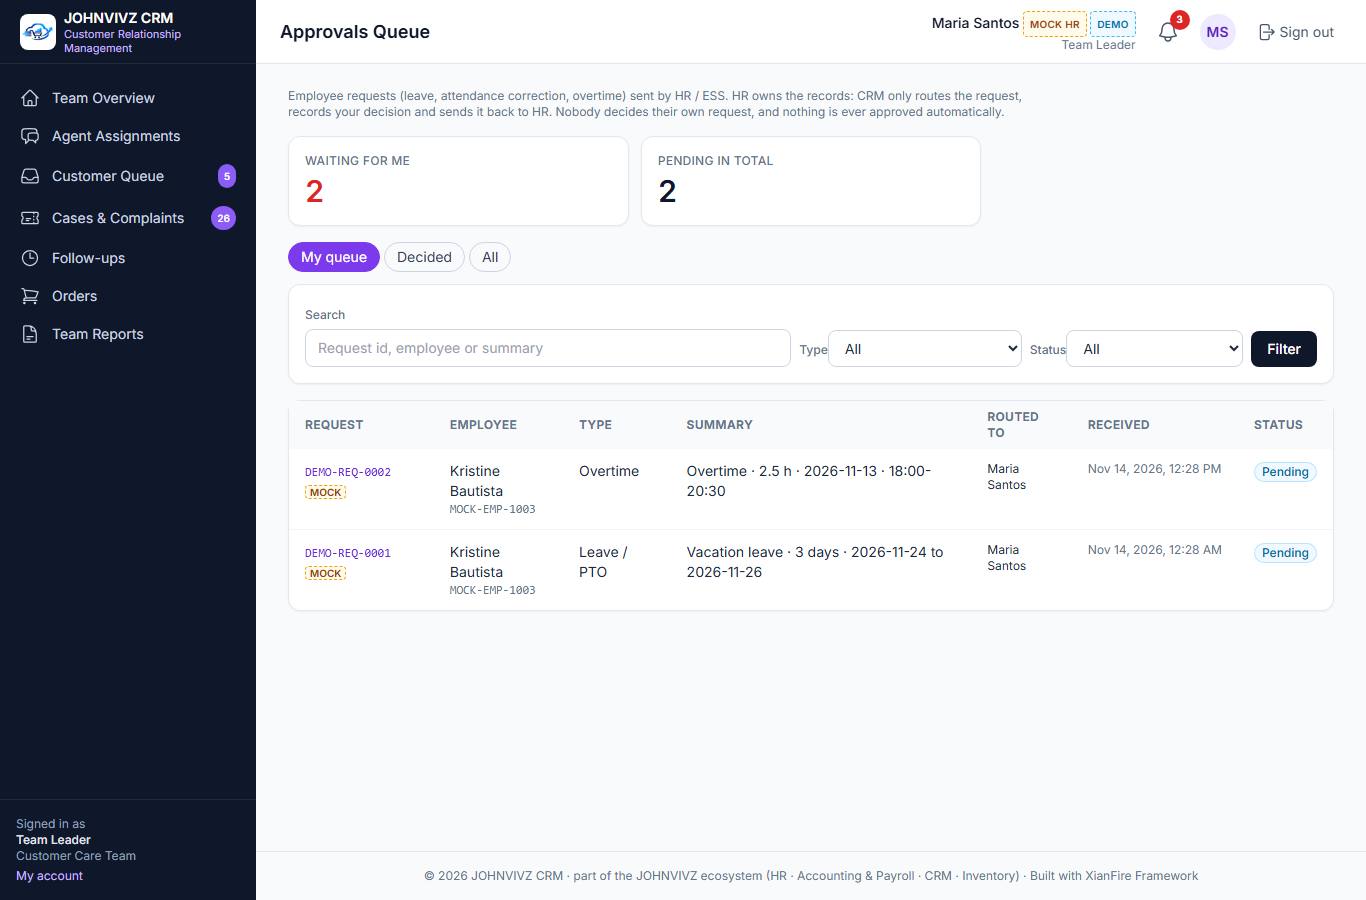 JOHNVIVZ CRM
Customer Relationship
Management
Team Overview
Agent Assignments
Customer Queue 5
Cases & Complaints 26
Follow-ups
Orders
Team Reports
Signed in as
Team Leader
Customer Care Team
My account
Approvals Queue
Maria Santos MOCK HR DEMO
Team Leader
3
MS
Sign out
Employee requests (leave, attendance correction, overtime) sent by HR / ESS. HR owns the records: CRM only routes the request,
records your decision and sends it back to HR. Nobody decides their own request, and nothing is ever approved automatically.
WAITING FOR ME
2
PENDING IN TOTAL
2
My queue Decided All
Search
Request id, employee or summary
Type All
Status All
Filter
REQUEST EMPLOYEE TYPE SUMMARY ROUTED TO RECEIVED STATUS
DEMO-REQ-0002
MOCK
Kristine
Bautista
MOCK-EMP-1003
Overtime
Overtime · 2.5 h · 2026-11-13 · 18:00-
20:30
Maria
Santos
Nov 14, 2026, 12:28 PM
Pending
DEMO-REQ-0001
MOCK
Kristine
Bautista
MOCK-EMP-1003
Leave /
PTO
Vacation leave · 3 days · 2026-11-24 to
2026-11-26
Maria
Santos
Nov 14, 2026, 12:28 AM
Pending
© 2026 JOHNVIVZ CRM · part of the JOHNVIVZ ecosystem (HR · Accounting & Payroll · CRM · Inventory) · Built with XianFire Framework